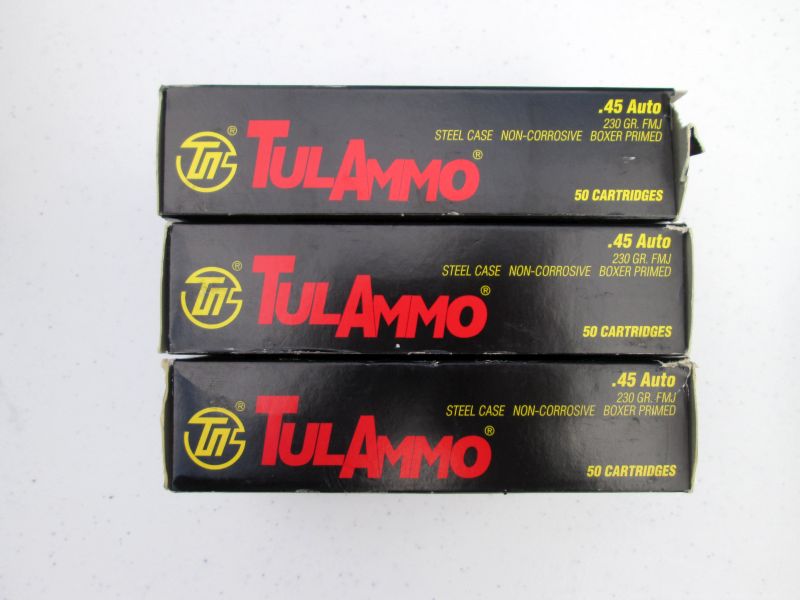 .45 Auto
230 GR. FMJ
STEEL CASE NON-CORROSIVE BOXER PRIMED
TULAMMO®
50 CARTRIDGES
.45 Auto
230 GR. FMJ
STEEL CASE NON-CORROSIVE BOXER PRIMED
TULAMMO®
50 CARTRIDGES
.45 Auto
230 GR. FMJ
STEEL CASE NON-CORROSIVE BOXER PRIMED
TULAMMO®
50 CARTRIDGES